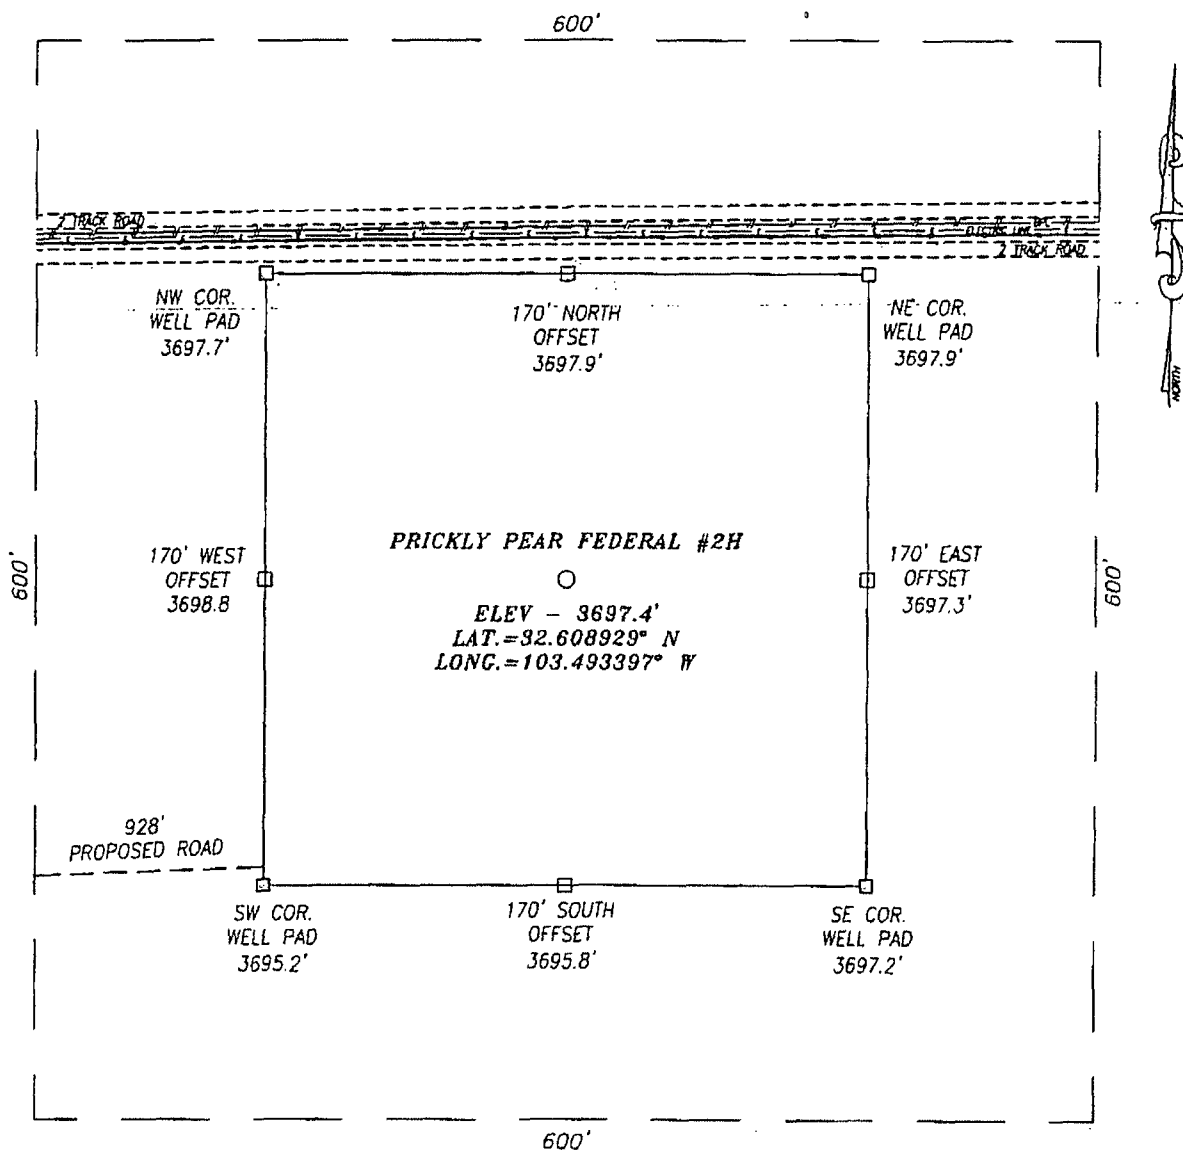 600'
2 TRACK ROAD
2 TRACK ROAD
NW COR.
WELL PAD
3697.7'
170' NORTH
OFFSET
3697.9'
NE COR.
WELL PAD
3697.9'
NORTH
600'
170' WEST
OFFSET
3698.8
PRICKLY PEAR FEDERAL #2H
ELEV - 3697.4'
LAT.=32.608929° N
LONG.=103.493397° W
170' EAST
OFFSET
3697.3'
600'
928'
PROPOSED ROAD
SW COR.
WELL PAD
3695.2'
170' SOUTH
OFFSET
3695.8'
SE COR.
WELL PAD
3697.2'
600'